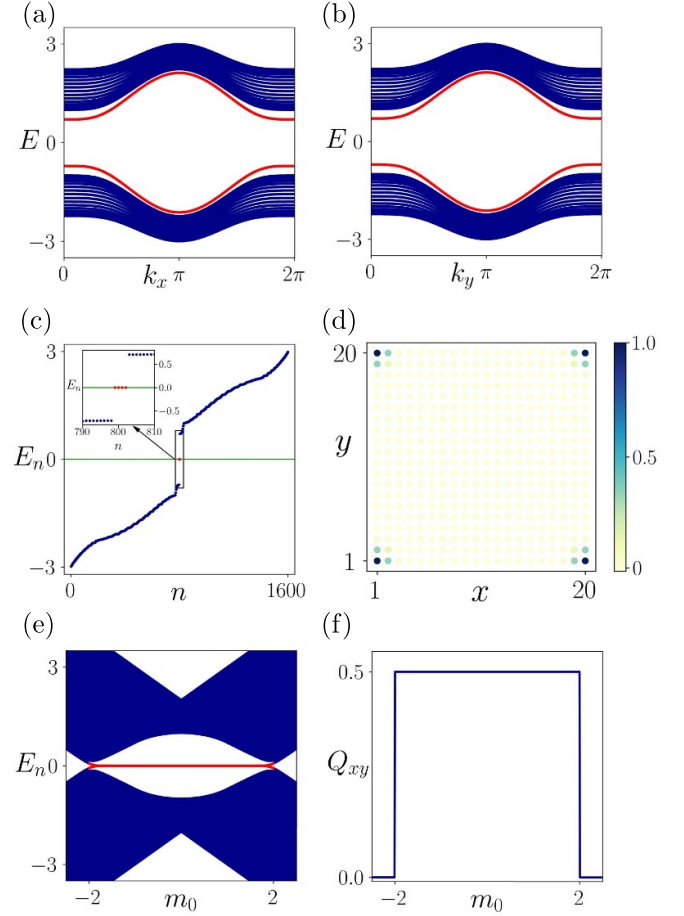 (a)
(b)
3
E 0
−3
0 k_x π 2π
3
E 0
−3
0 k_y π 2π
(c)
(d)
3
E_n 0
−3
0 n 1600
E_n
0.5
0.0
−0.5
790 800 810
n
20
y
1
1 x 20
1.0
0.5
0
(e)
(f)
3
E_n 0
−3
−2 m_0 2
0.5
Q_{xy}
0.0
−2 m_0 2